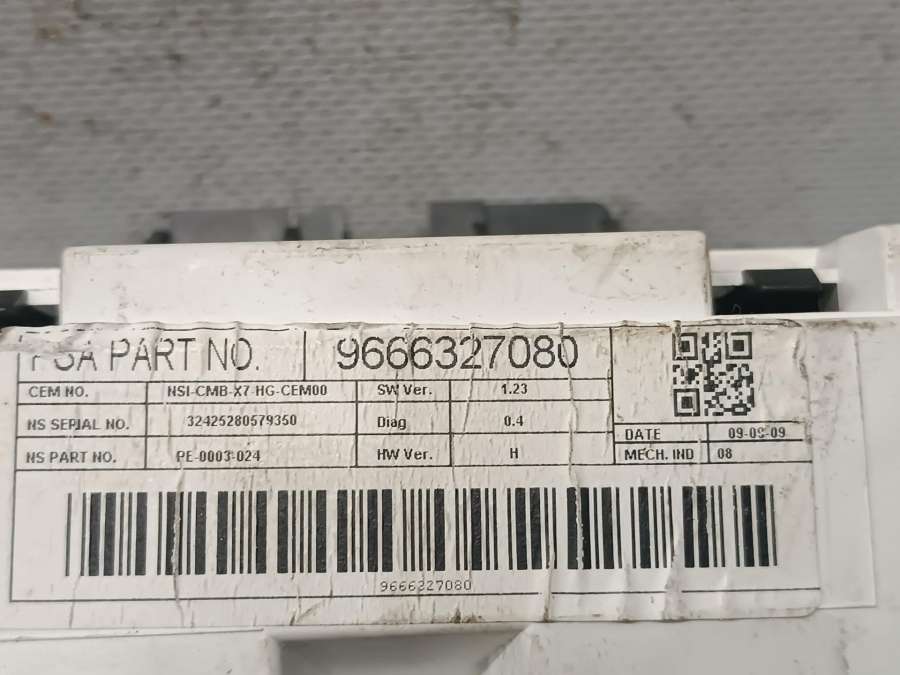 PSA PART NO. 9666327080
CEM NO. NSI-CMB-X7-HG-CEM00 SW Ver. 1.23
NS SERIAL NO. 32425280579350 Diag 0.4
DATE 09-09-09
NS PART NO. PE-0003-024 HW Ver. H
MECH. IND 08
9666327080